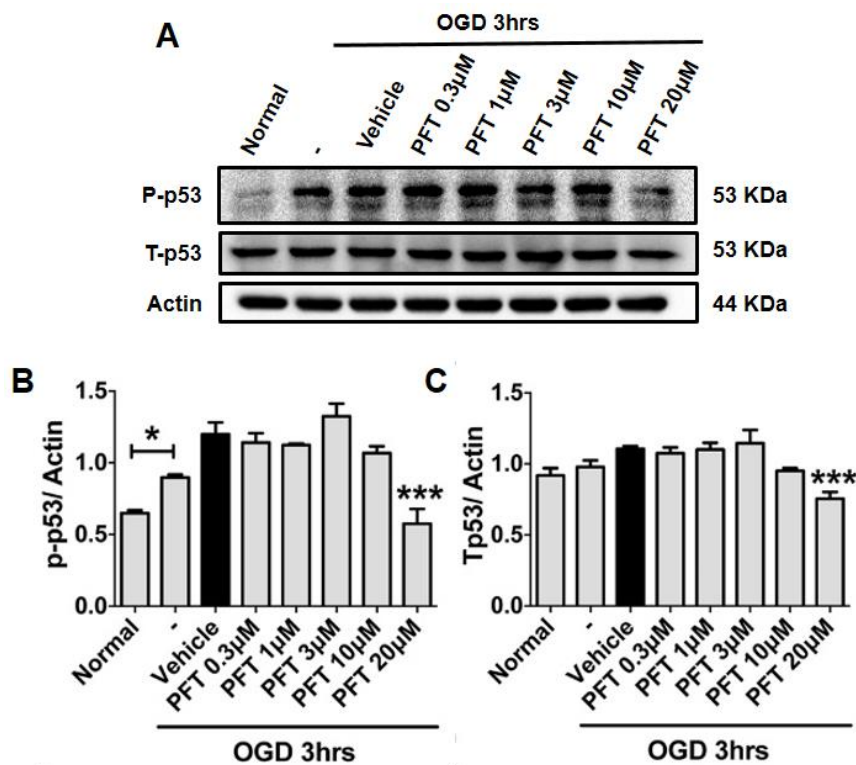 A
OGD 3hrs
Normal
-
Vehicle
PFT 0.3µM
PFT 1µM
PFT 3µM
PFT 10µM
PFT 20µM
P-p53
53 KDa
T-p53
53 KDa
Actin
44 KDa
B
p-p53/ Actin
1.5
1.0
0.5
0.0
*
***
Normal
-
Vehicle
PFT 0.3µM
PFT 1µM
PFT 3µM
PFT 10µM
PFT 20µM
OGD 3hrs
C
Tp53/ Actin
1.5
1.0
0.5
0.0
***
Normal
-
Vehicle
PFT 0.3µM
PFT 1µM
PFT 3µM
PFT 10µM
PFT 20µM
OGD 3hrs